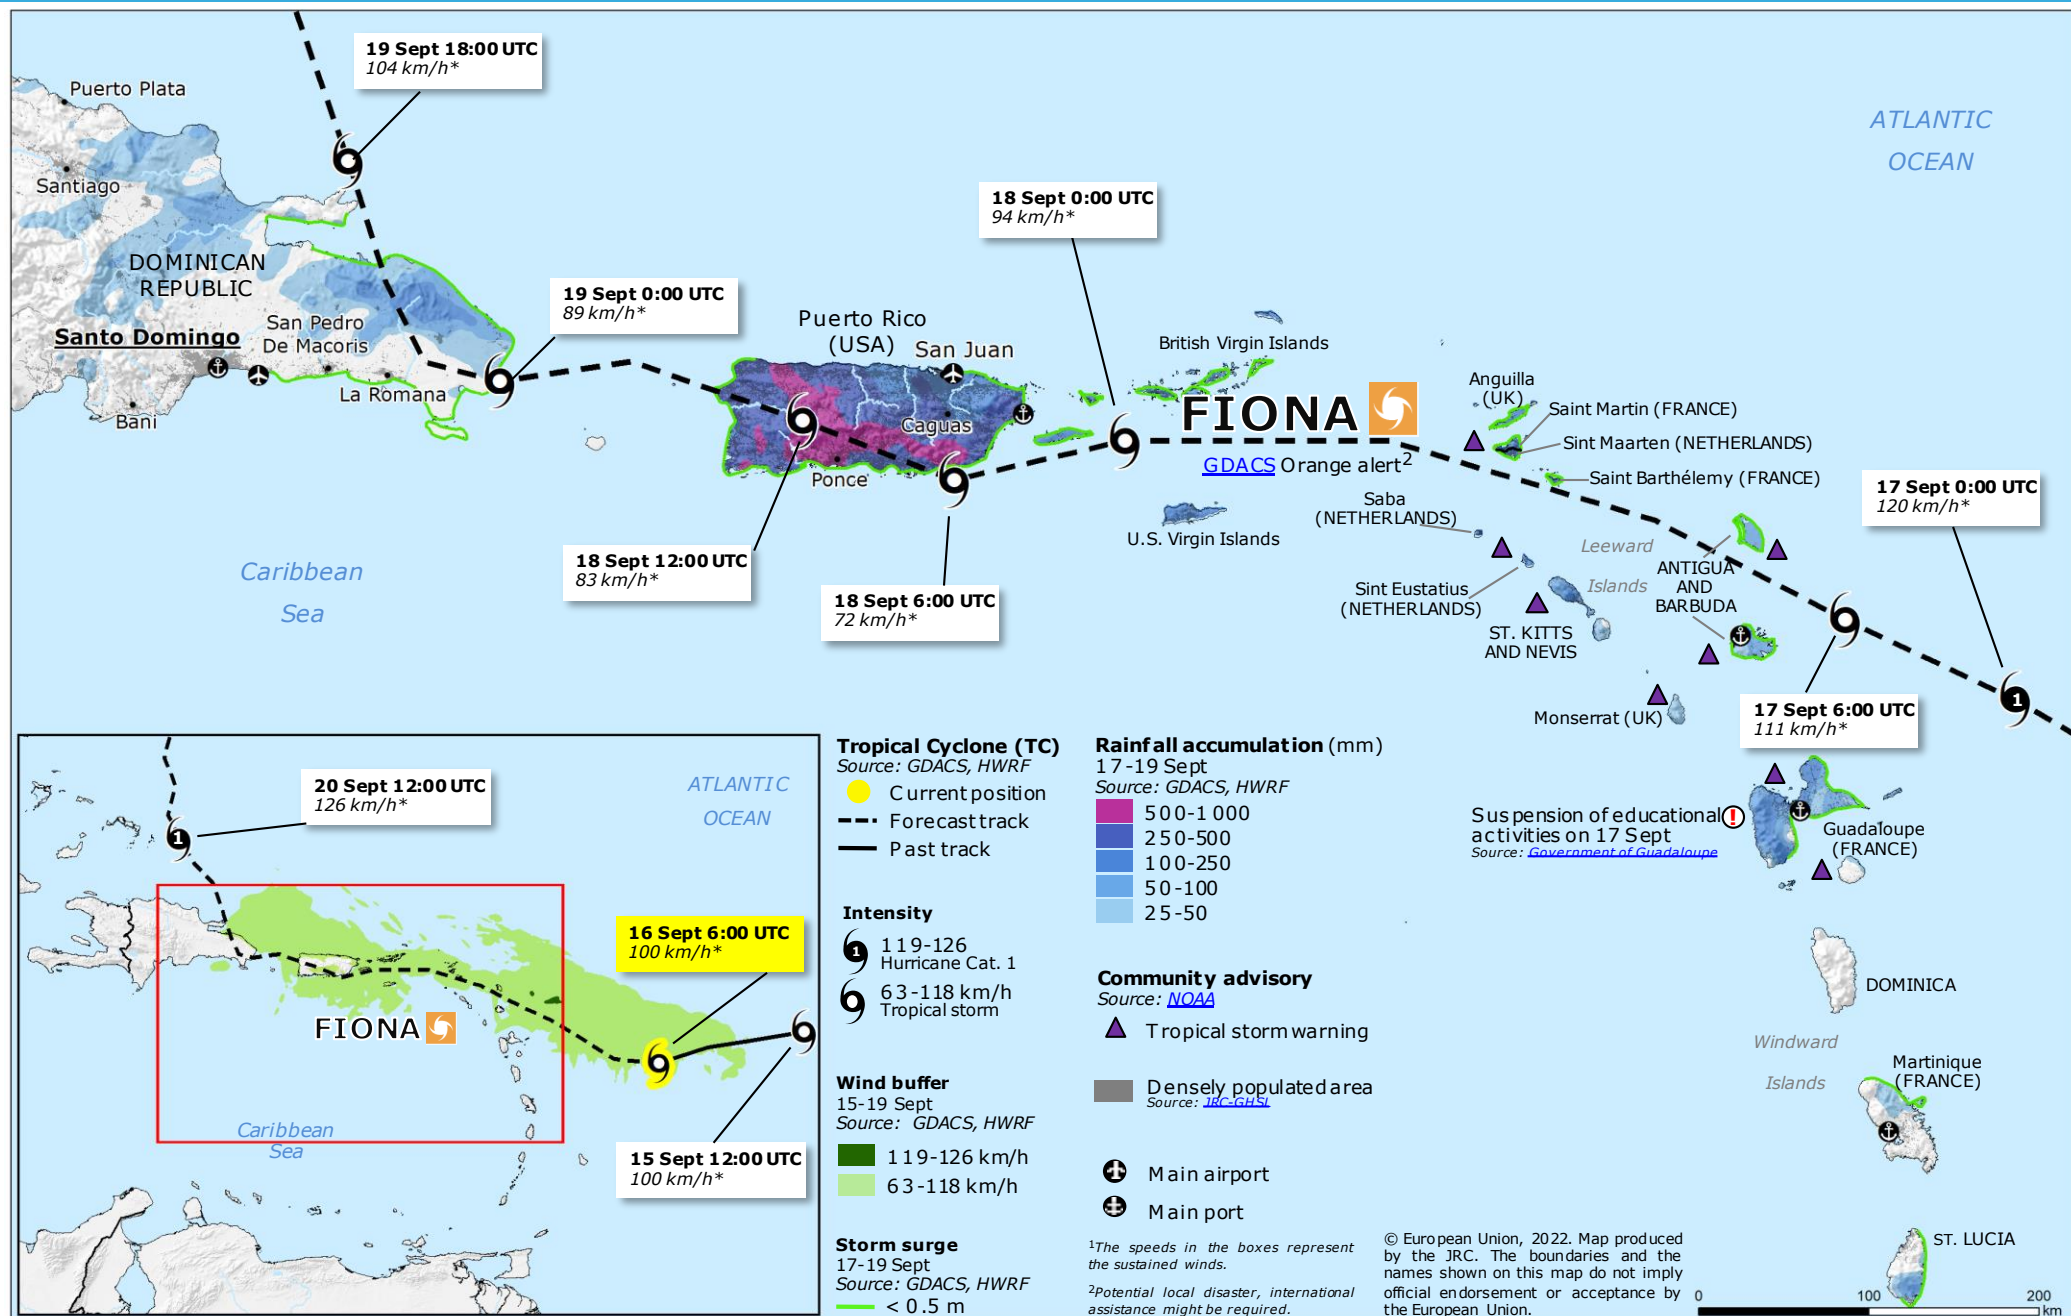 19 Sept 18:00 UTC
104 km/h*
Puerto Plata
ATLANTIC
OCEAN
Santiago
18 Sept 0:00 UTC
94 km/h*
DOMINICAN
REPUBLIC
19 Sept 0:00 UTC
89 km/h*
Santo Domingo
San Pedro
De Macoris
La Romana
Bani
Puerto Rico
(USA)
San Juan
Caguas
Ponce
British Virgin Islands
FIONA
GDACS Orange alert2
Anguilla
(UK)
Saint Martin (FRANCE)
Sint Maarten (NETHERLANDS)
Saint Barthélemy (FRANCE)
17 Sept 0:00 UTC
120 km/h*
Saba
(NETHERLANDS)
U.S. Virgin Islands
18 Sept 12:00 UTC
83 km/h*
18 Sept 6:00 UTC
72 km/h*
Caribbean
Sea
Leeward
Islands
Sint Eustatius
(NETHERLANDS)
ANTIGUA
AND
BARBUDA
ST. KITTS
AND NEVIS
Monserrat (UK)
17 Sept 6:00 UTC
111 km/h*
1
Suspension of educational
activities on 17 Sept
Source: Government of Guadaloupe
!
Guadaloupe
(FRANCE)
DOMINICA
Windward
Islands
Martinique
(FRANCE)
ST. LUCIA
20 Sept 12:00 UTC
126 km/h*
1
ATLANTIC
OCEAN
16 Sept 6:00 UTC
100 km/h*
FIONA
Caribbean
Sea
15 Sept 12:00 UTC
100 km/h*
Tropical Cyclone (TC)
Source: GDACS, HWRF
Current position
Forecast track
Past track
Intensity
1
119-126
Hurricane Cat. 1
63-118 km/h
Tropical storm
Wind buffer
15-19 Sept
Source: GDACS, HWRF
119-126 km/h
63-118 km/h
Storm surge
17-19 Sept
Source: GDACS, HWRF
< 0.5 m
Rainfall accumulation (mm)
17-19 Sept
Source: GDACS, HWRF
500-1 000
250-500
100-250
50-100
25-50
Community advisory
Source: NOAA
Tropical storm warning
Densely populated area
Source: JRC-GHSL
Main airport
Main port
1The speeds in the boxes represent
the sustained winds.
2Potential local disaster, international
assistance might be required.
© European Union, 2022. Map produced
by the JRC. The boundaries and the
names shown on this map do not imply
official endorsement or acceptance by
the European Union.
0 100 200
km